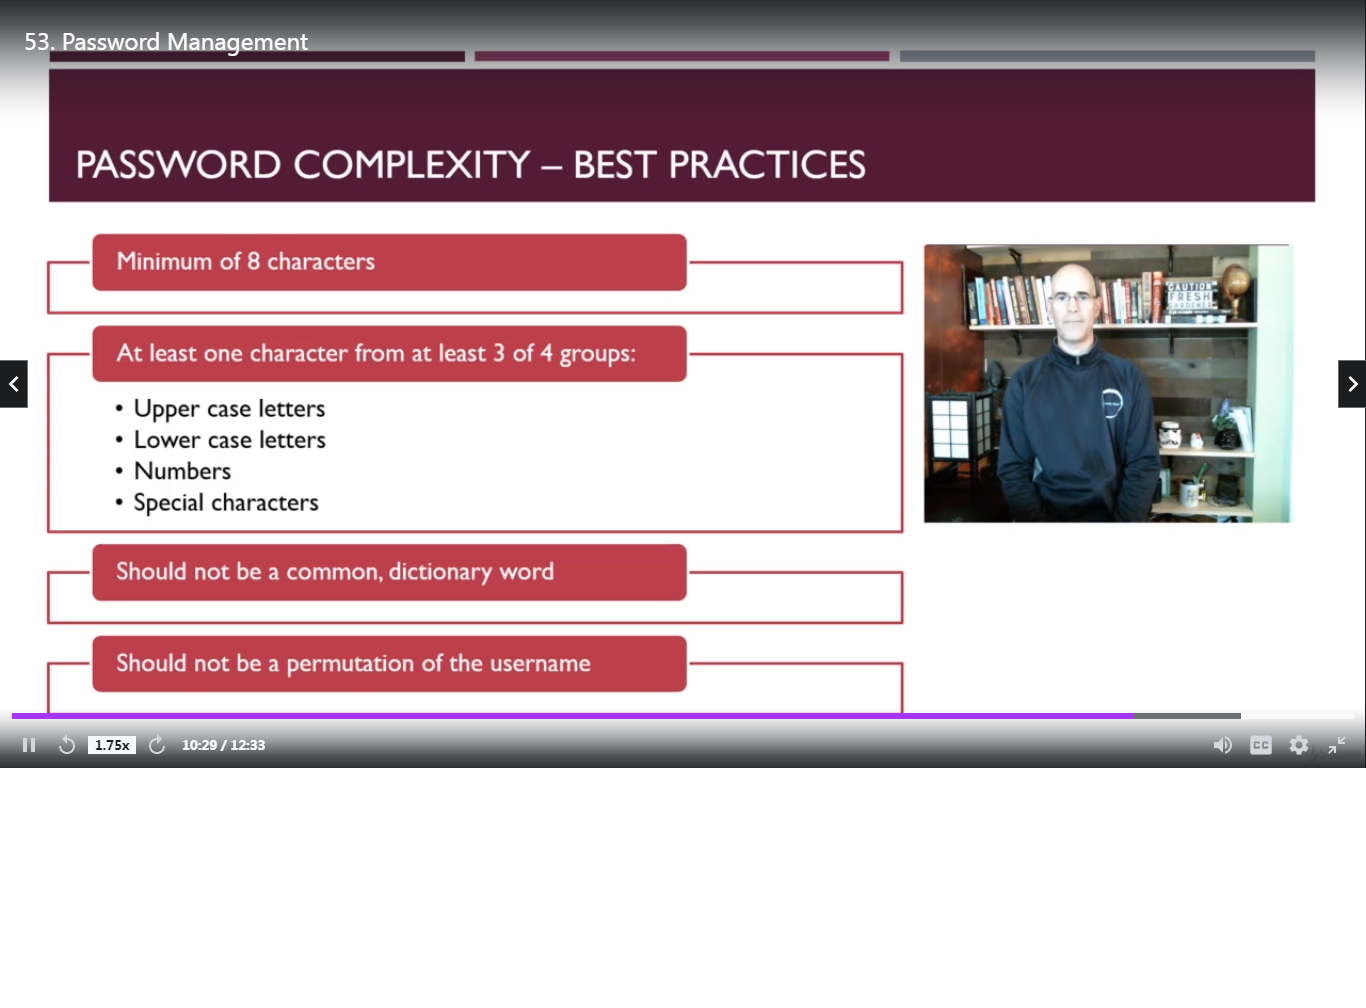 53. Password Management
PASSWORD COMPLEXITY – BEST PRACTICES
Minimum of 8 characters
At least one character from at least 3 of 4 groups:
• Upper case letters
• Lower case letters
• Numbers
• Special characters
Should not be a common, dictionary word
Should not be a permutation of the username
CAUTION
FRESH
GARDENER
1.75x
10:29 / 12:33
CC